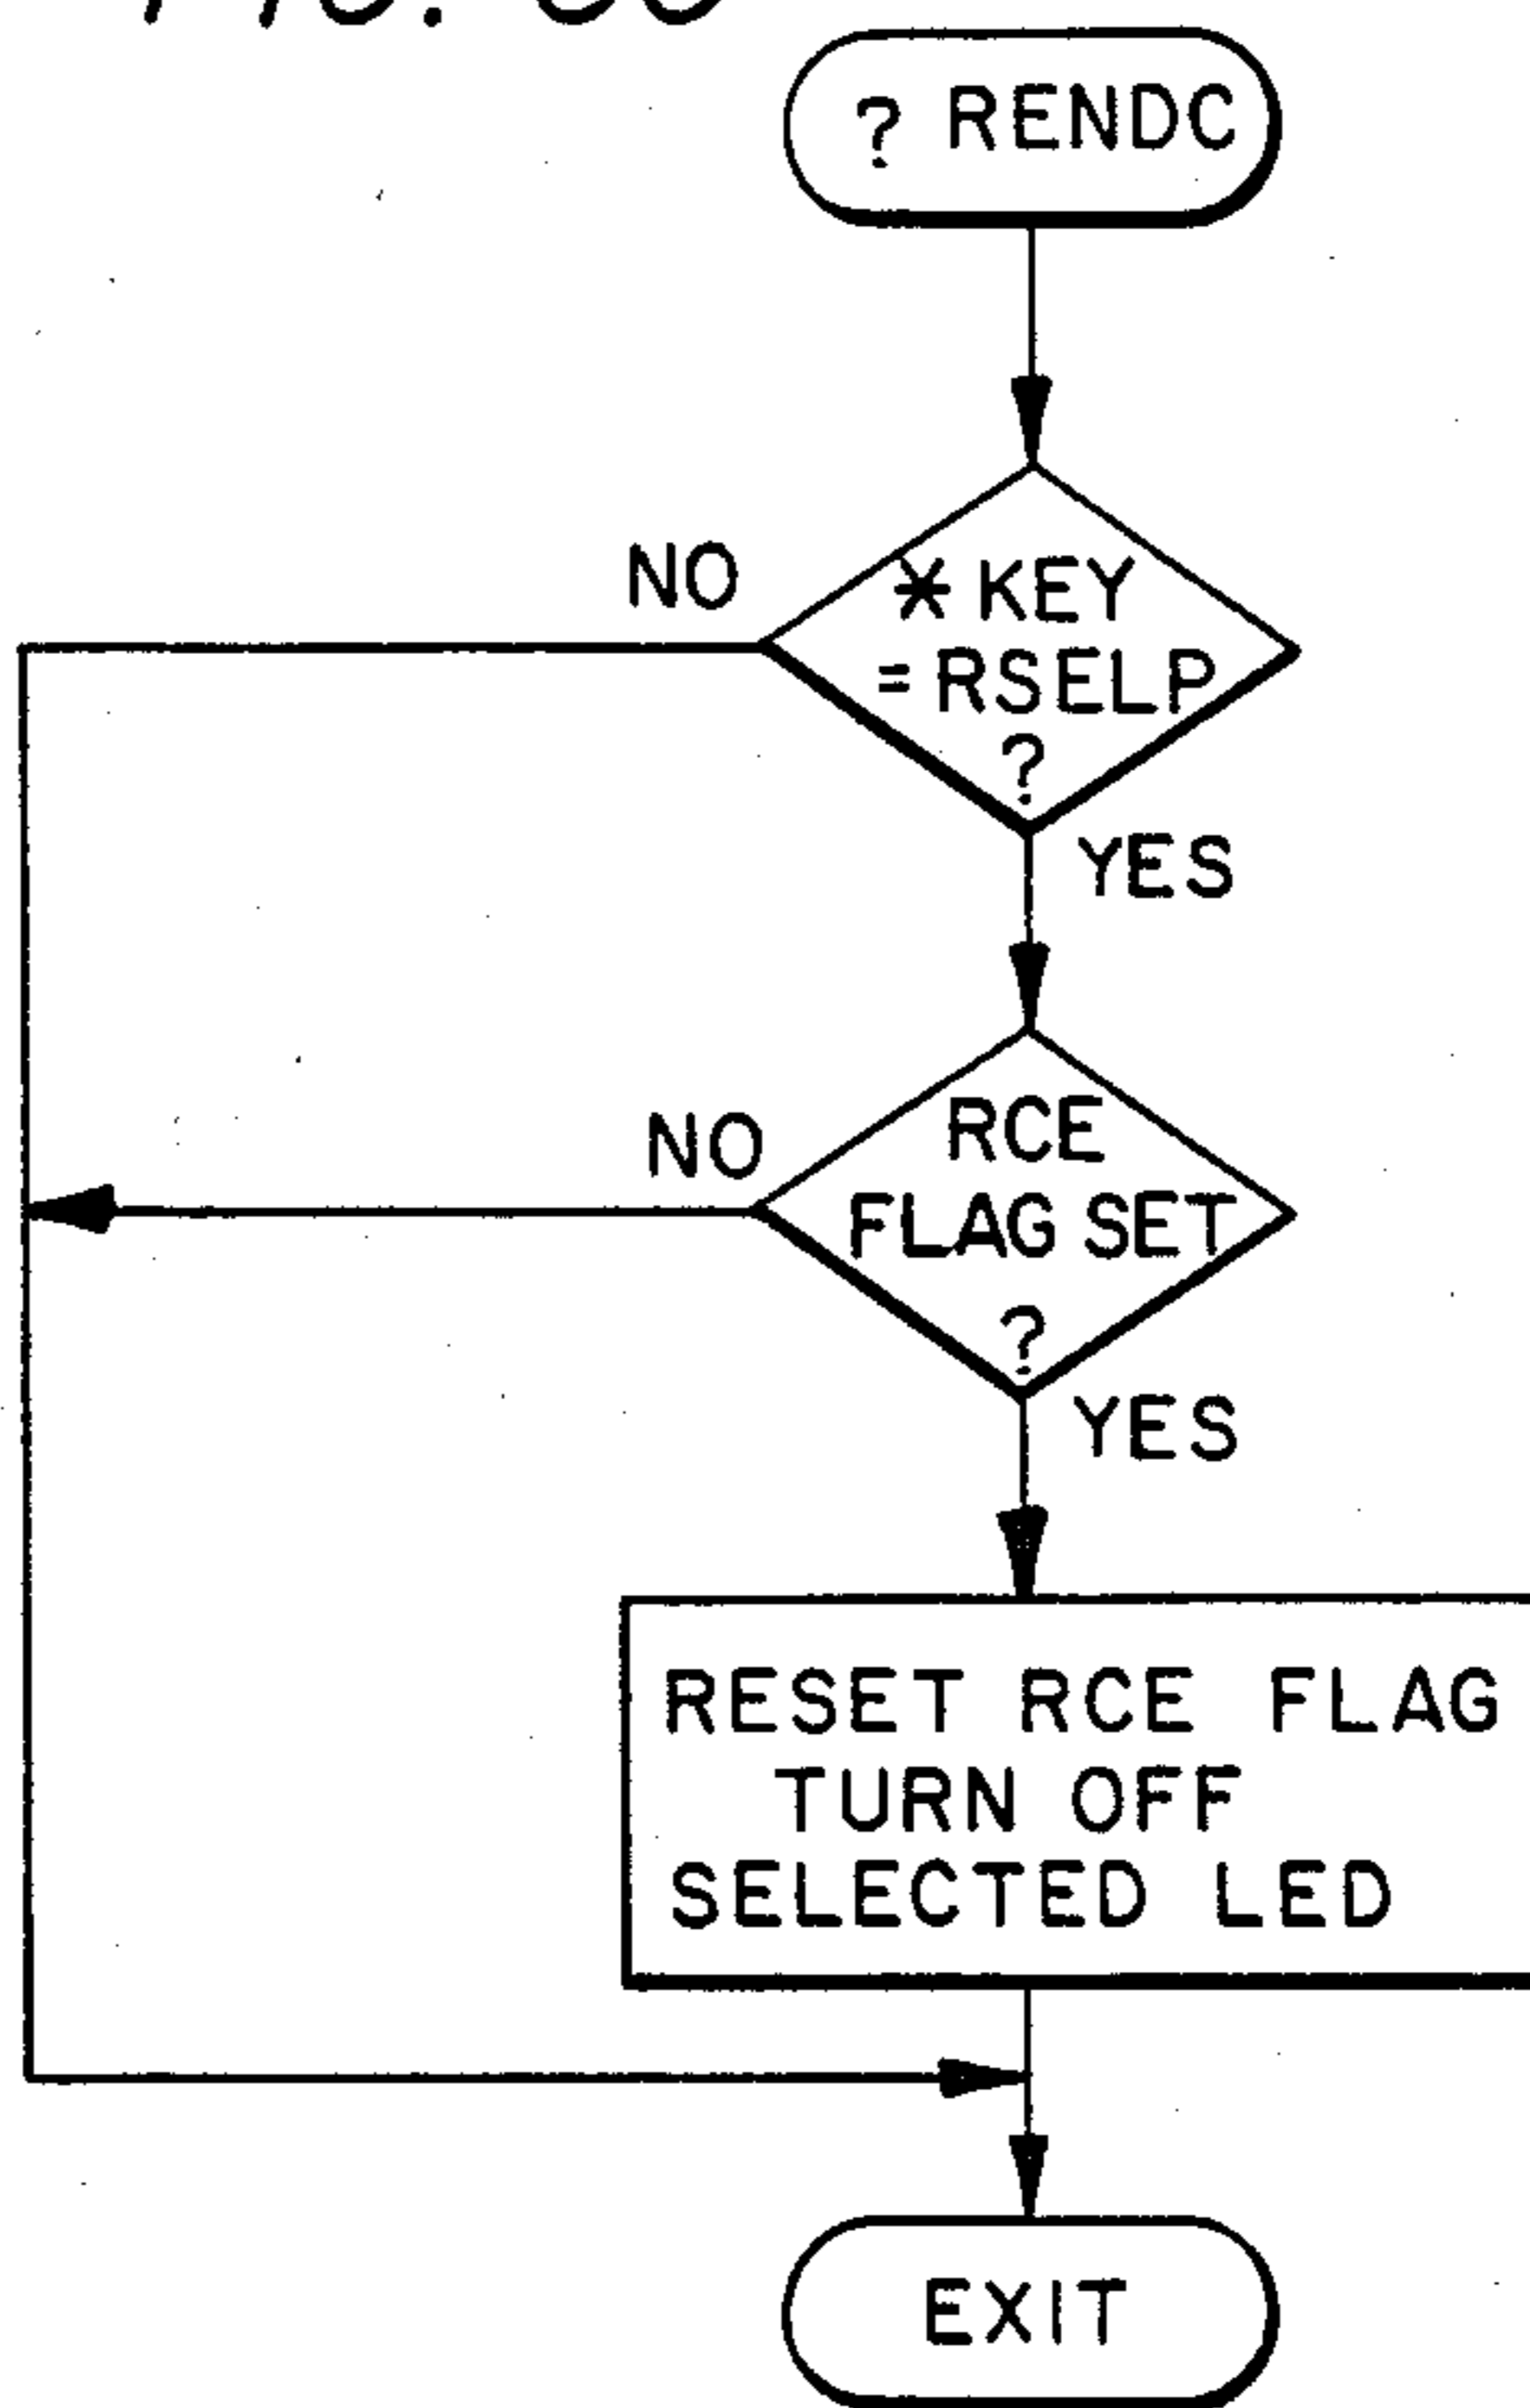 ? RENDC
NO
* KEY
= RSELP
?
YES
NO
RCE
FLAG SET
?
YES
RESET RCE FLAG
TURN OFF
SELECTED LED
EXIT